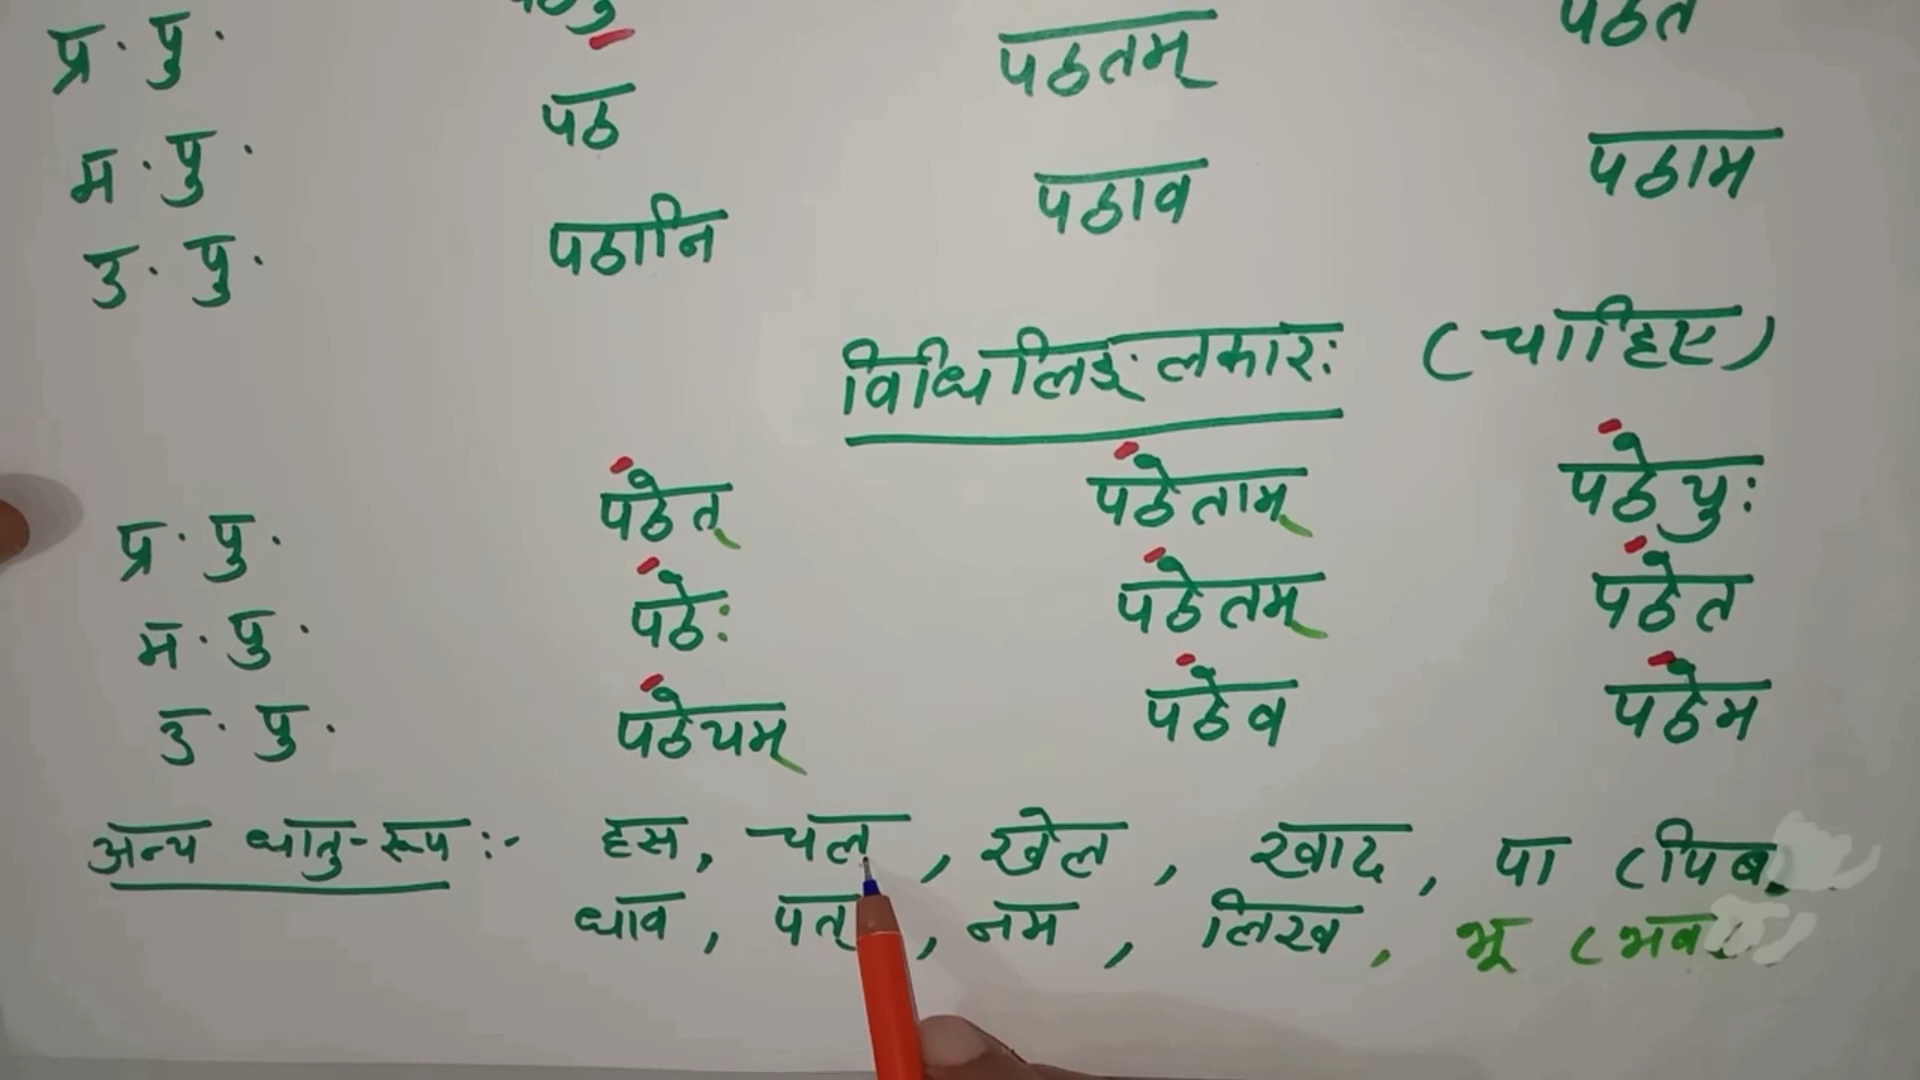 प्र. पु. पठतम् पठत
म. पु. पठ पठाव पठाम
उ. पु. पठानि
विधिलिङ्लकारः (चाहिए)
प्र. पु. पठेत् पठेताम् पठेयुः
म. पु. पठेः पठेतम् पठेत
उ. पु. पठेयम् पठेव पठेम
अन्य धातु-रूप :- हस, चल, खेल, खाद, पा (पिब)
धाव, पत्, नम, लिख, भू (भव)